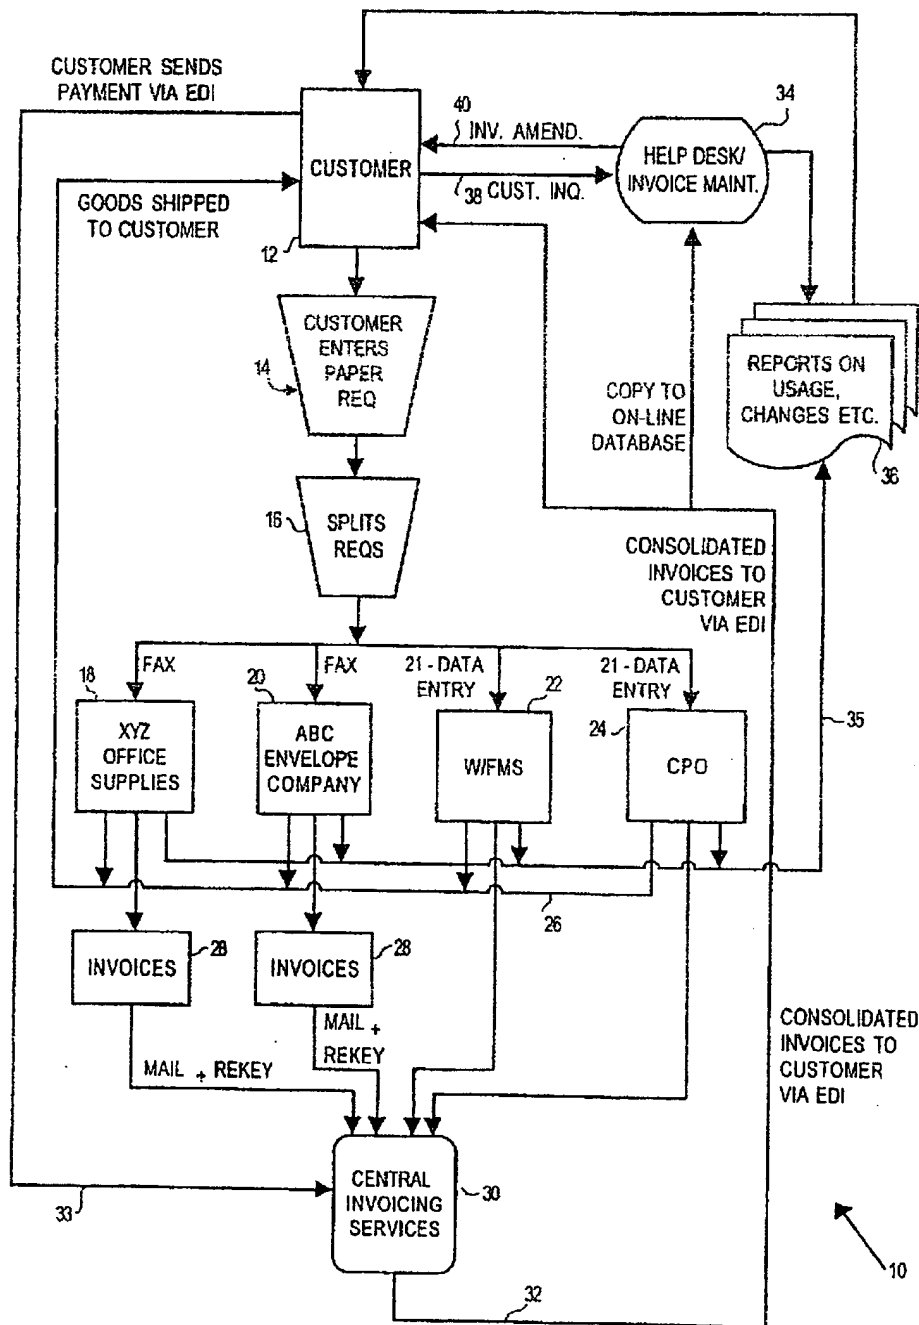 CUSTOMER SENDS
PAYMENT VIA EDI
40
INV. AMEND.
34
CUSTOMER
HELP DESK/
INVOICE MAINT.
38 CUST. INQ.
GOODS SHIPPED
TO CUSTOMER
12
CUSTOMER
ENTERS
PAPER
REQ
14
COPY TO
ON-LINE
DATABASE
REPORTS ON
USAGE,
CHANGES ETC.
36
16
SPLITS
REQS
CONSOLIDATED
INVOICES TO
CUSTOMER
VIA EDI
FAX
FAX
21 - DATA
ENTRY
21 - DATA
ENTRY
18
XYZ
OFFICE
SUPPLIES
20
ABC
ENVELOPE
COMPANY
22
W/FMS
24
CPO
35
26
INVOICES
28
INVOICES
28
MAIL +
REKEY
MAIL + REKEY
CONSOLIDATED
INVOICES TO
CUSTOMER
VIA EDI
CENTRAL
INVOICING
SERVICES
30
33
32
10